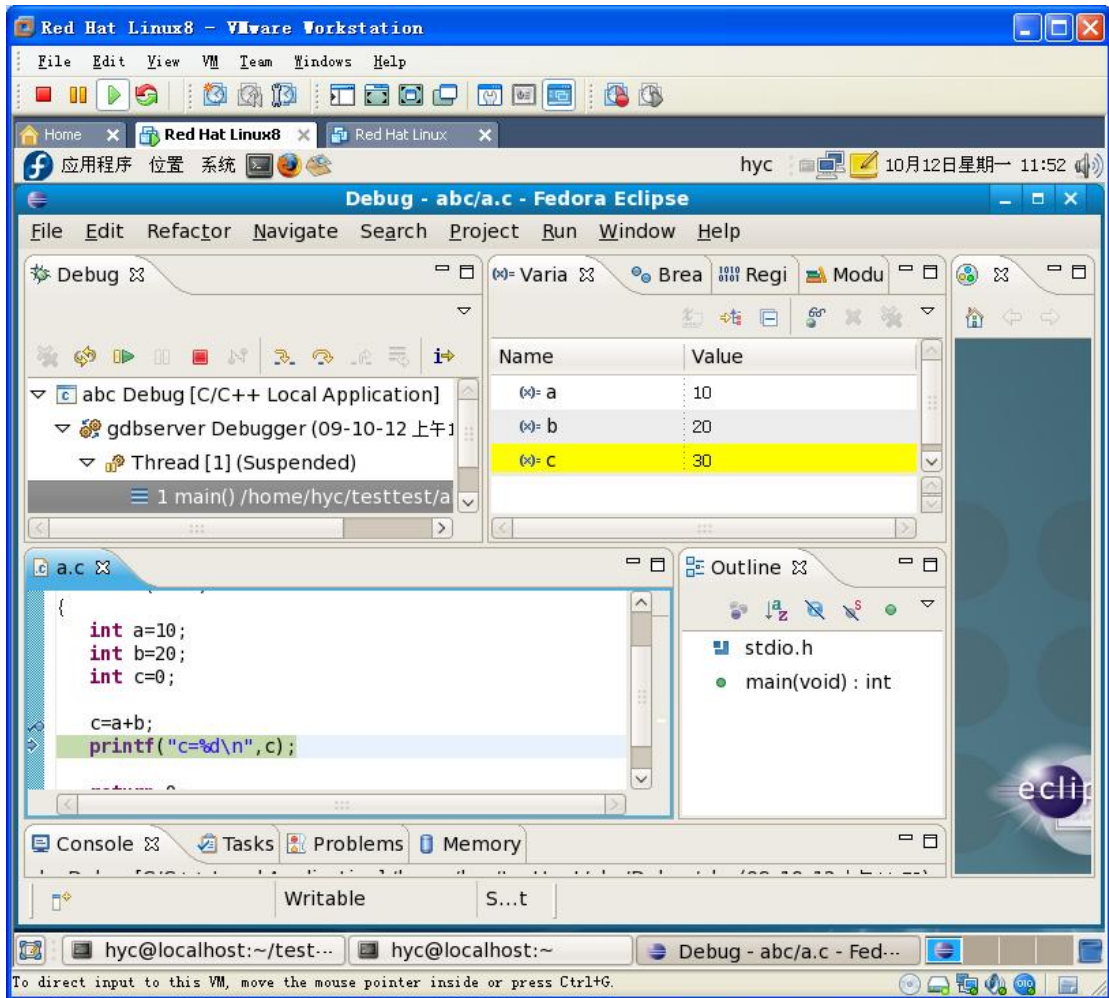 Red Hat Linux8 - VMware Workstation
File Edit View VM Team Windows Help
Home Red Hat Linux8 Red Hat Linux
应用程序 位置 系统 hyc 10月12日星期一 11:52
Debug - abc/a.c - Fedora Eclipse
File Edit Refactor Navigate Search Project Run Window Help
Debug
Varia Brea Regi Modu
Name Value
a 10
b 20
c 30
abc Debug [C/C++ Local Application]
gdbserver Debugger (09-10-12 上午1
Thread [1] (Suspended)
1 main() /home/hyc/testtest/a
a.c
{
int a=10;
int b=20;
int c=0;
c=a+b;
printf("c=%d\n",c);
Outline
stdio.h
main(void) : int
eclip
Console Tasks Problems Memory
Writable S...t
hyc@localhost:~/test··· hyc@localhost:~ Debug - abc/a.c - Fed···
To direct input to this VM, move the mouse pointer inside or press Ctrl+G.